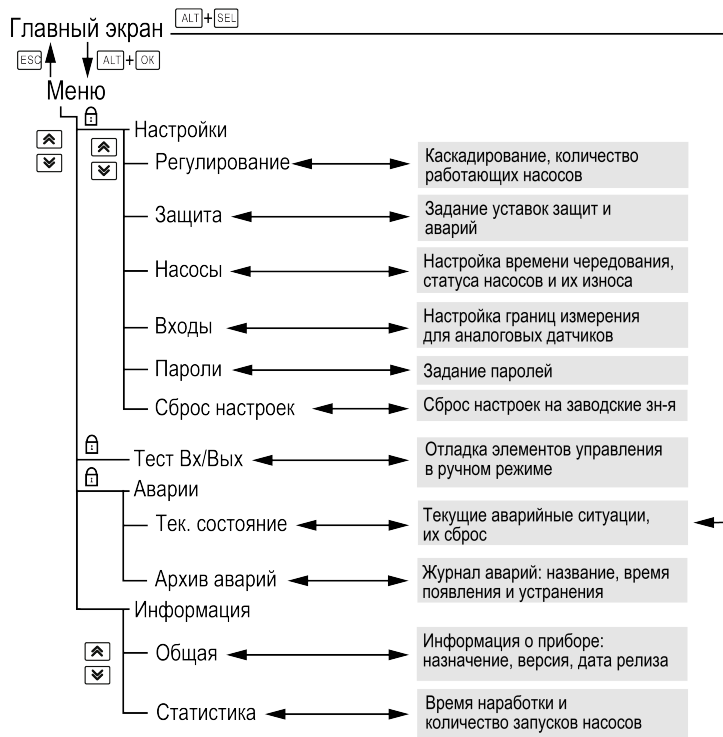 Главный экран ALT+SEL
ESC ALT+OK
Меню
Настройки
Регулирование
Каскадирование, количество
работающих насосов
Защита
Задание уставок защит и
аварий
Насосы
Настройка времени чередования,
статуса насосов и их износа
Входы
Настройка границ измерения
для аналоговых датчиков
Пароли
Задание паролей
Сброс настроек
Сброс настроек на заводские зн-я
Тест Вх/Вых
Отладка элементов управления
в ручном режиме
Аварии
Тек. состояние
Текущие аварийные ситуации,
их сброс
Архив аварий
Журнал аварий: название, время
появления и устранения
Информация
Общая
Информация о приборе:
назначение, версия, дата релиза
Статистика
Время наработки и
количество запусков насосов